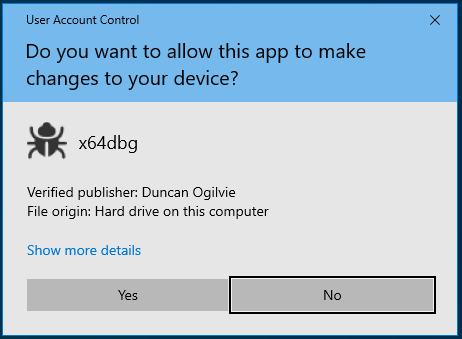 User Account Control
Do you want to allow this app to make
changes to your device?
x64dbg
Verified publisher: Duncan Ogilvie
File origin: Hard drive on this computer
Show more details
Yes
No